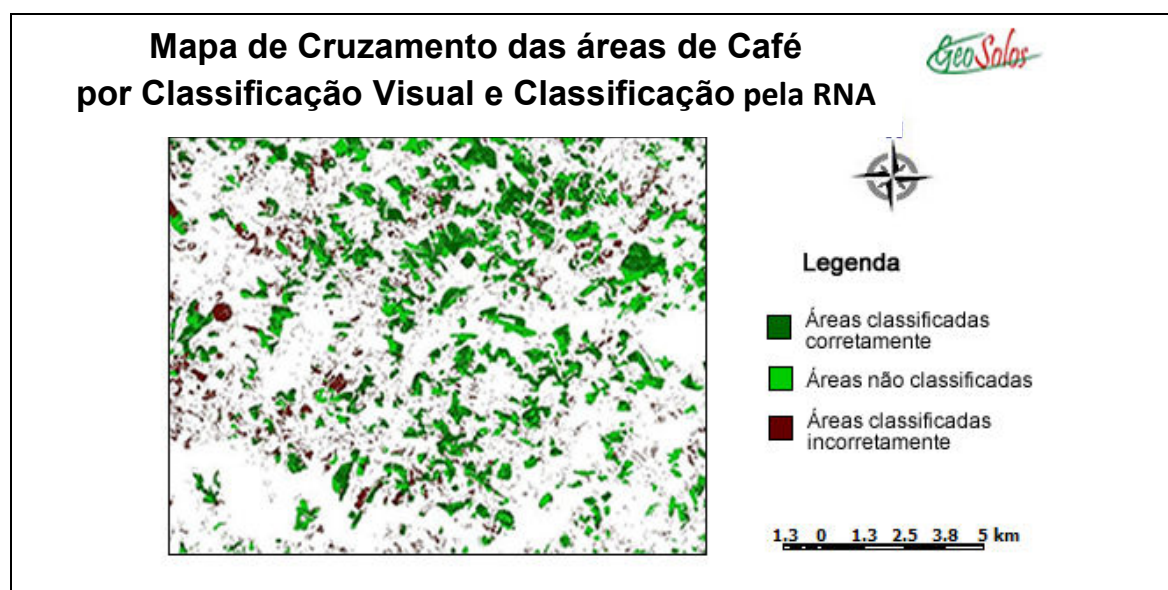 Mapa de Cruzamento das áreas de Café
por Classificação Visual e Classificação pela RNA
GeoSolos
Legenda
Áreas classificadas
corretamente
Áreas não classificadas
Áreas classificadas
incorretamente
1.3 0 1.3 2.5 3.8 5 km